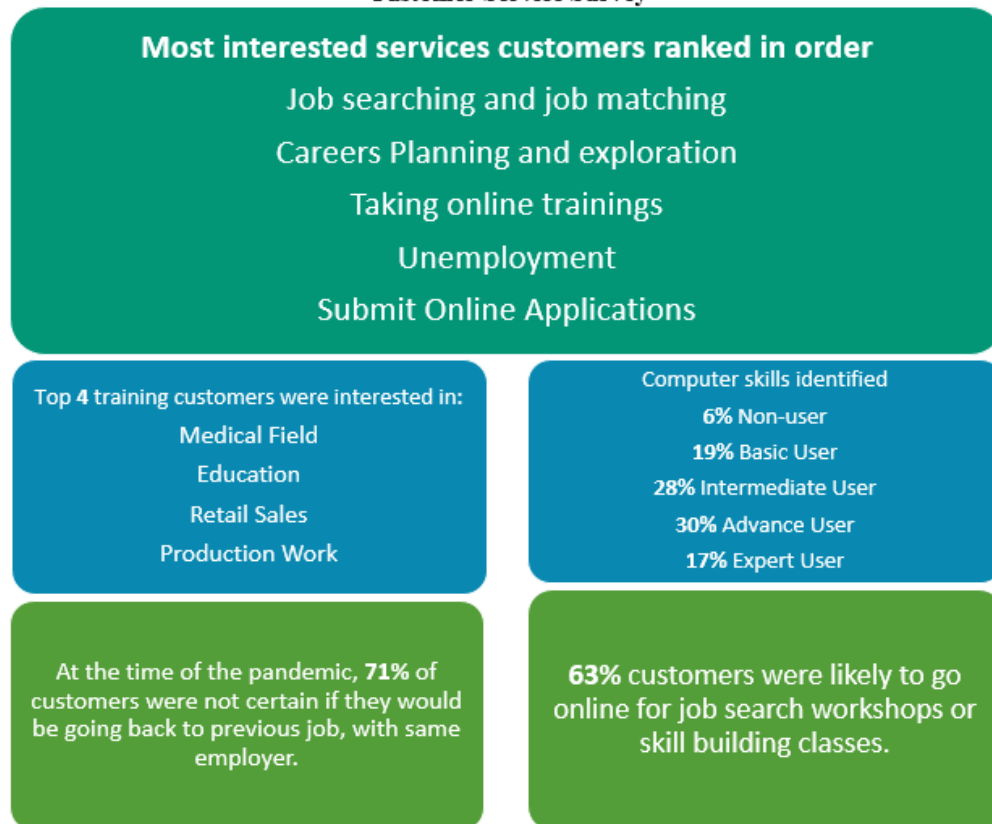 Customer Service Survey
Most interested services customers ranked in order
Job searching and job matching
Careers Planning and exploration
Taking online trainings
Unemployment
Submit Online Applications
Top 4 training customers were interested in:
Medical Field
Education
Retail Sales
Production Work
Computer skills identified
6% Non-user
19% Basic User
28% Intermediate User
30% Advance User
17% Expert User
At the time of the pandemic, 71% of
customers were not certain if they would
be going back to previous job, with same
employer.
63% customers were likely to go
online for job search workshops or
skill building classes.